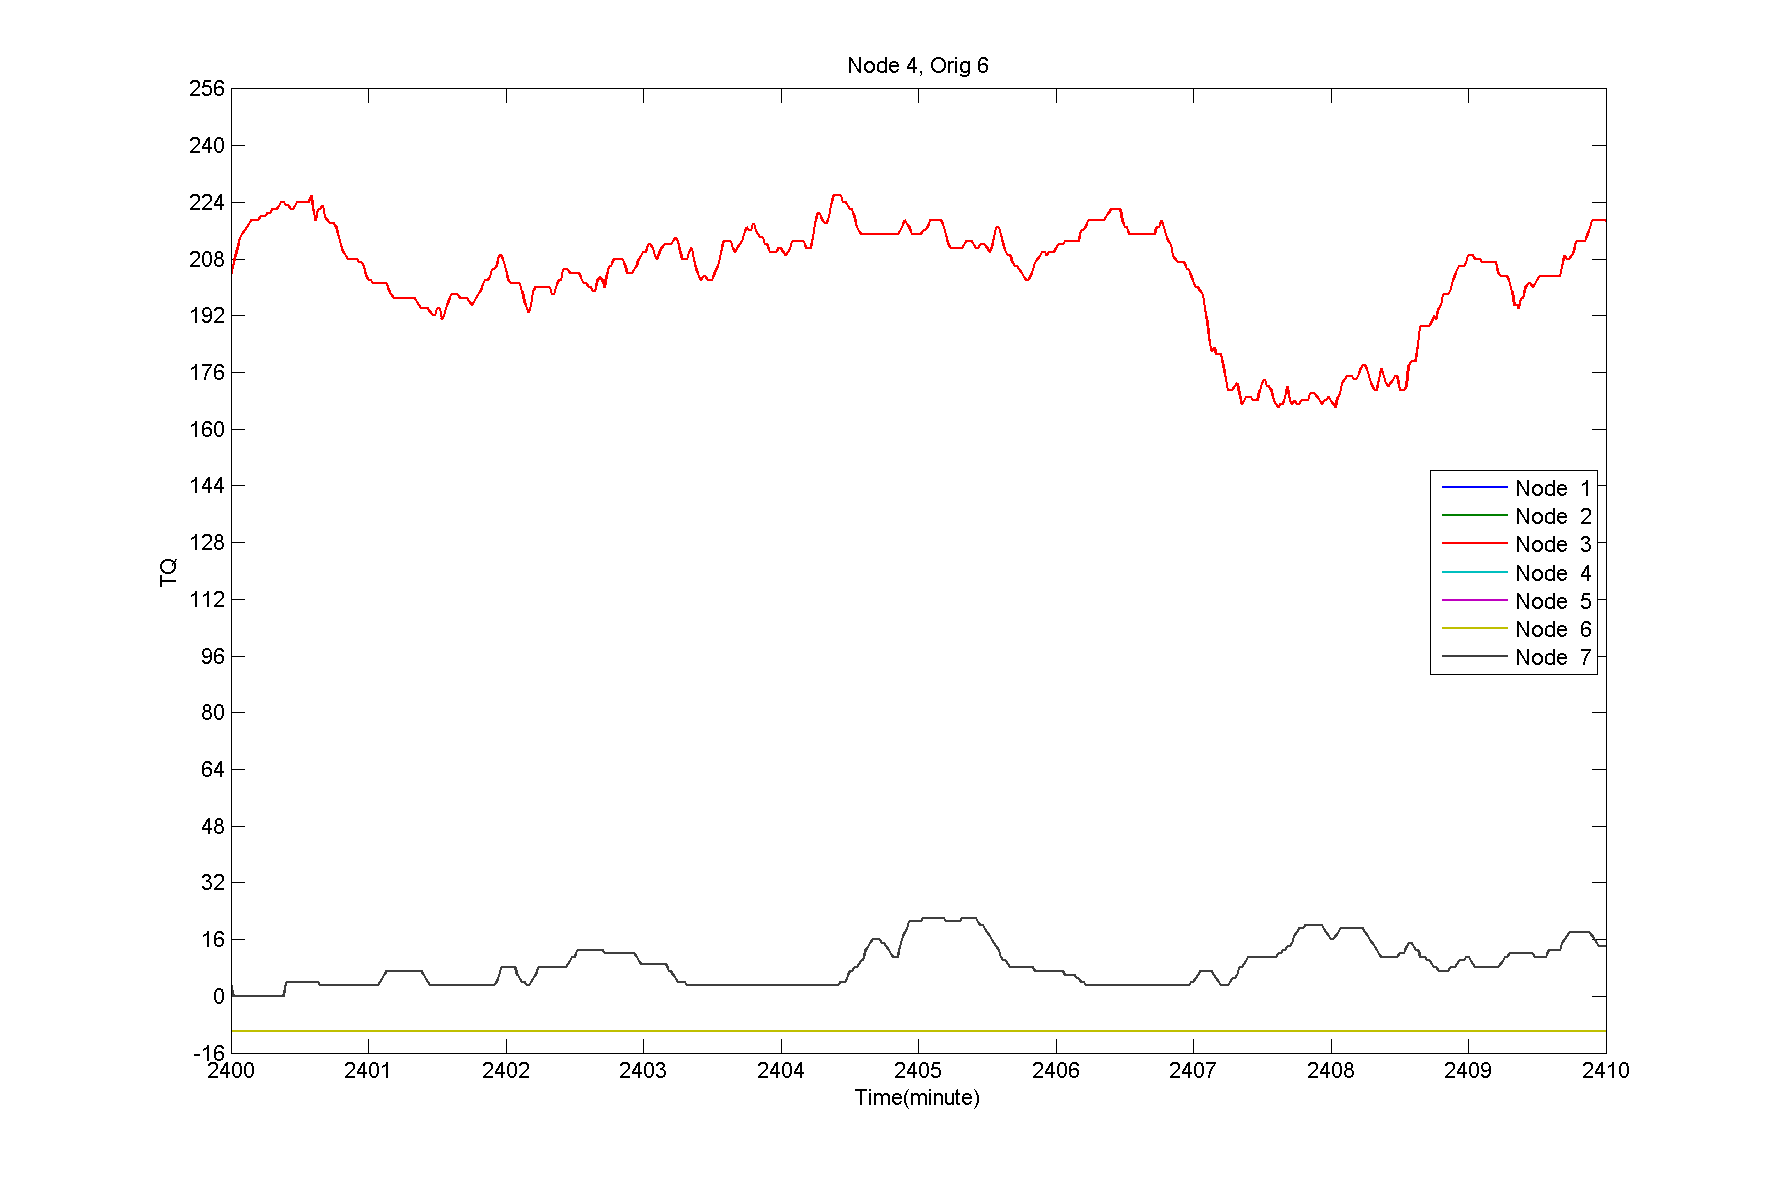 Node 4, Orig 6
256
240
224
208
192
176
160
144
128
112
96
80
64
48
32
16
0
-16
TQ
Node 1
Node 2
Node 3
Node 4
Node 5
Node 6
Node 7
2400 2401 2402 2403 2404 2405 2406 2407 2408 2409 2410
Time(minute)